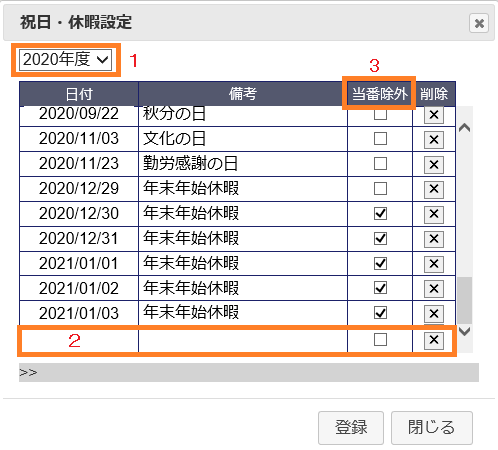 祝日・休暇設定
2020年度 1
3
日付 備考 当番除外 削除
2020/09/22 秋分の日
2020/11/03 文化の日
2020/11/23 勤労感謝の日
2020/12/29 年末年始休暇
2020/12/30 年末年始休暇
2020/12/31 年末年始休暇
2021/01/01 年末年始休暇
2021/01/02 年末年始休暇
2021/01/03 年末年始休暇
2
>>
登録 閉じる